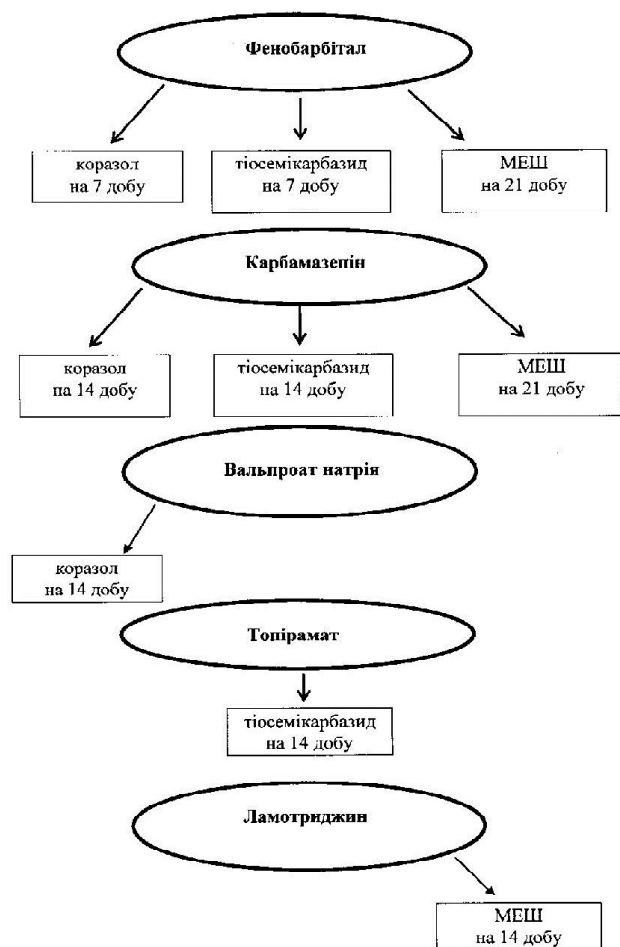 Фенобарбітал
коразол
на 7 добу
тіосемікарбазид
на 7 добу
МЕШ
на 21 добу
Карбамазепін
коразол
па 14 добу
тіосемікарбазид
на 14 добу
МЕШ
на 21 добу
Вальпроат натрія
коразол
на 14 добу
Топірамат
тіосемікарбазид
на 14 добу
Ламотриджин
МЕШ
на 14 добу